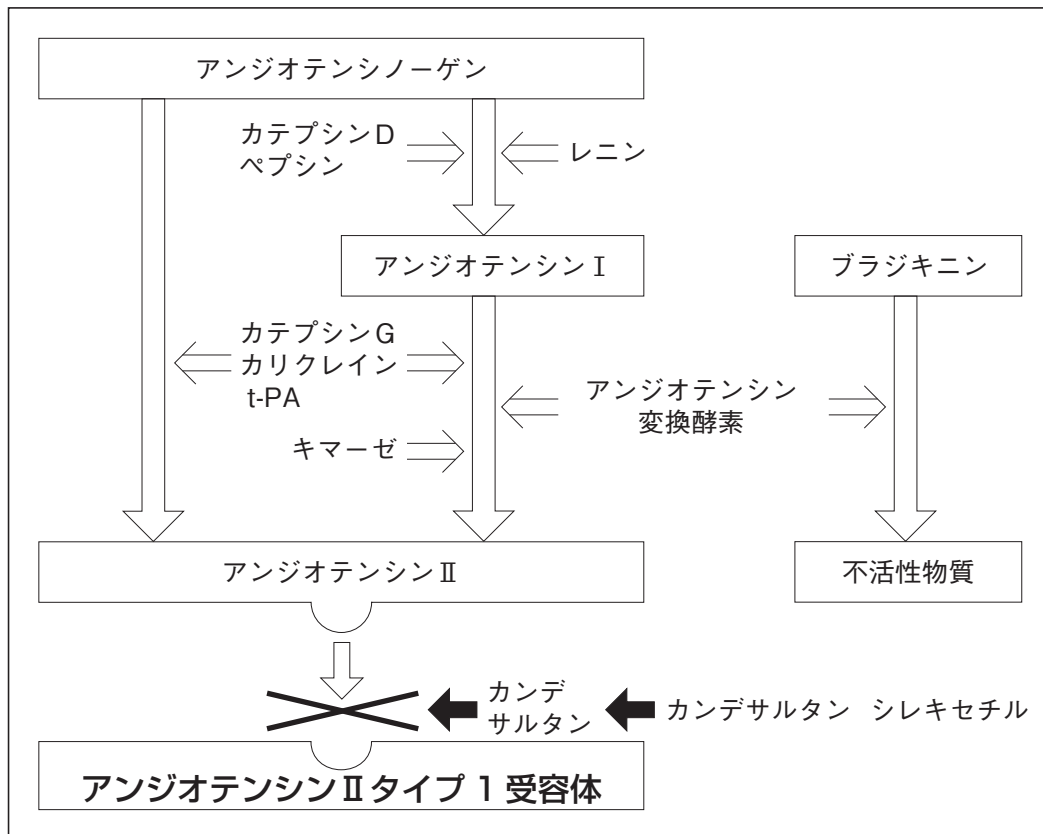 アンジオテンシノーゲン
カテプシンD
ペプシン
レニン
アンジオテンシンⅠ
ブラジキニン
カテプシンG
カリクレイン
t-PA
アンジオテンシン
変換酵素
キマーゼ
アンジオテンシンⅡ
不活性物質
カンデ
サルタン
カンデサルタン シレキセチル
アンジオテンシンⅡタイプ1受容体